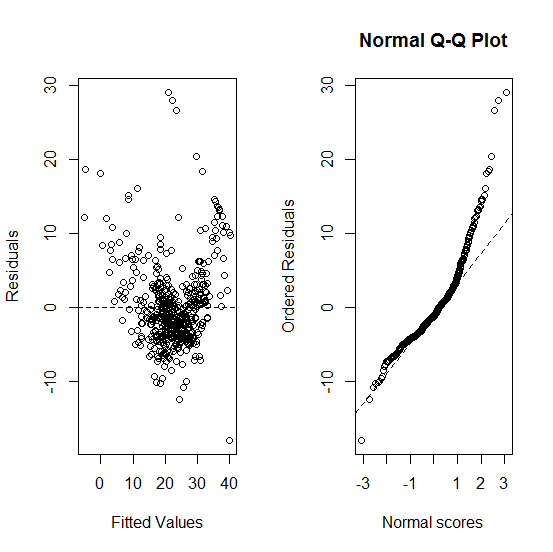 Normal Q-Q Plot
Residuals
30
20
10
0
-10
0 10 20 30 40
Fitted Values
Ordered Residuals
30
20
10
0
-10
-3 -1 1 2 3
Normal scores